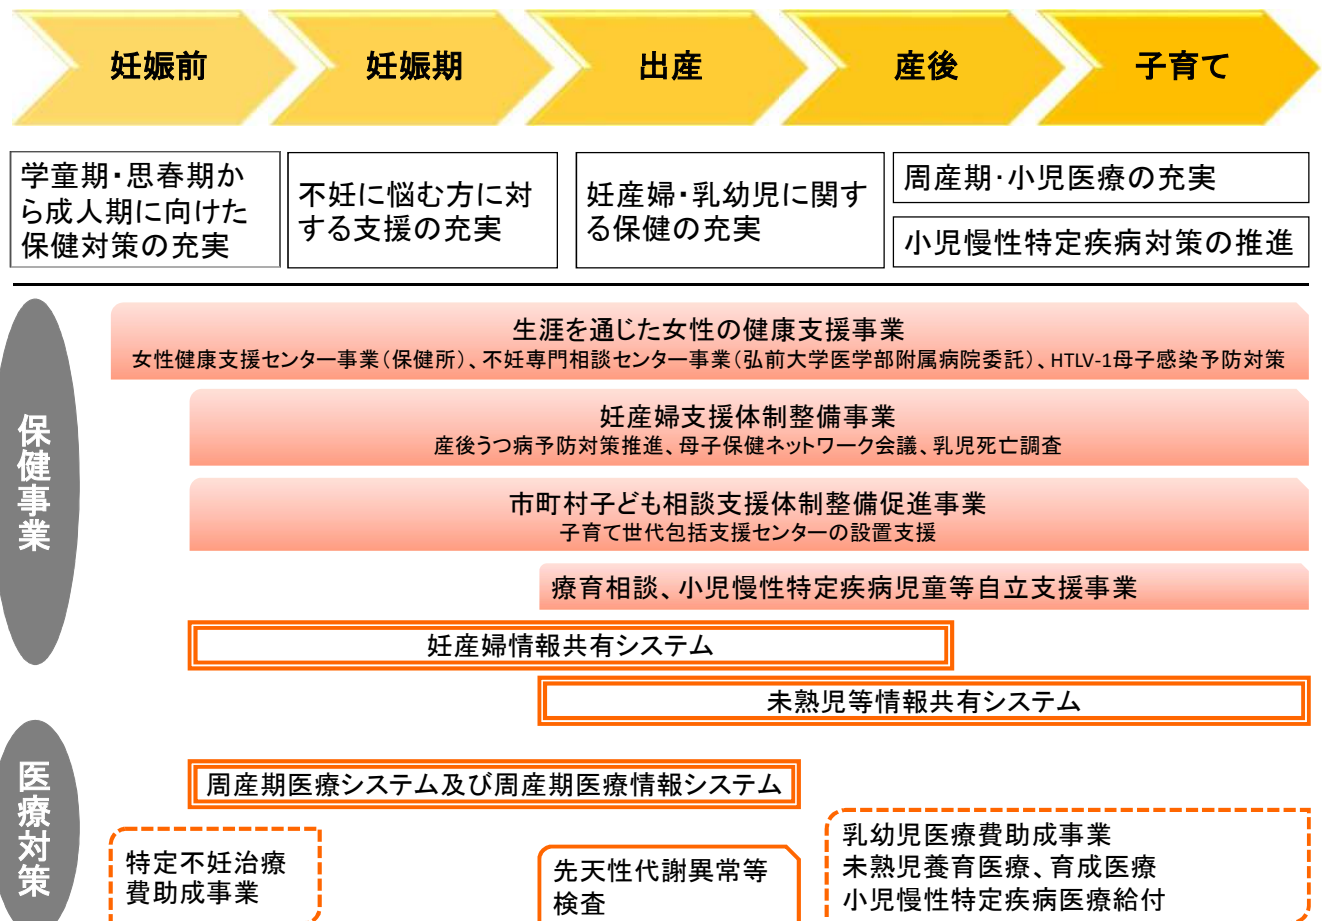 妊娠前
妊娠期
出産
産後
子育て
学童期・思春期か
ら成人期に向けた
保健対策の充実
不妊に悩む方に対
する支援の充実
妊産婦・乳幼児に関す
る保健の充実
周産期・小児医療の充実
小児慢性特定疾病対策の推進
保健事業
生涯を通じた女性の健康支援事業
女性健康支援センター事業（保健所）、不妊専門相談センター事業（弘前大学医学部附属病院委託）、HTLV-1母子感染予防対策
妊産婦支援体制整備事業
産後うつ病予防対策推進、母子保健ネットワーク会議、乳児死亡調査
市町村子ども相談支援体制整備促進事業
子育て世代包括支援センターの設置支援
療育相談、小児慢性特定疾病児童等自立支援事業
妊産婦情報共有システム
未熟児等情報共有システム
医療対策
周産期医療システム及び周産期医療情報システム
特定不妊治療
費助成事業
先天性代謝異常等
検査
乳幼児医療費助成事業
未熟児養育医療、育成医療
小児慢性特定疾病医療給付